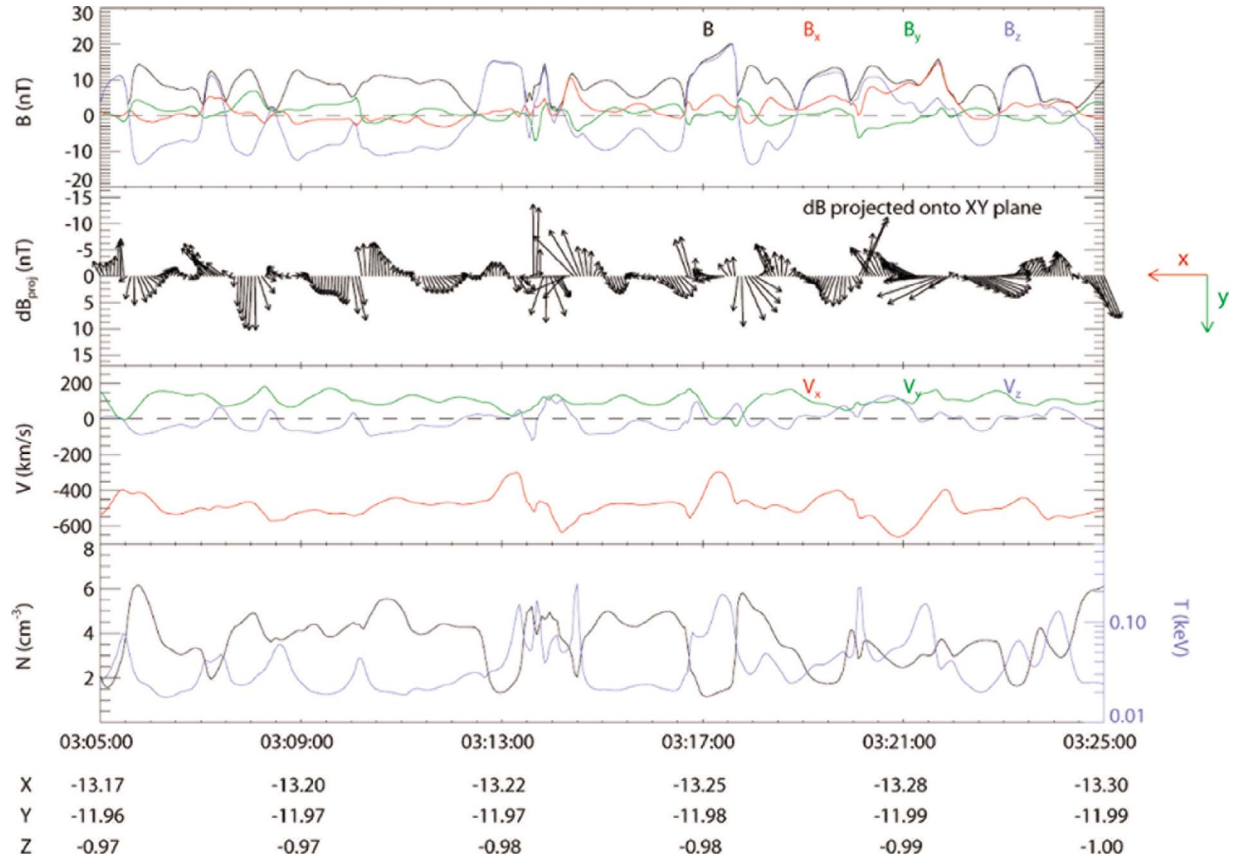 30
20
10
0
-10
-20
B (nT)
B Bx By Bz
-15
-10
-5
0
5
10
15
dBproj (nT)
dB projected onto XY plane
x
y
200
0
-200
-400
-600
V (km/s)
Vx Vy Vz
8
6
4
2
N (cm-3)
0.10
0.01
T (keV)
03:05:00 03:09:00 03:13:00 03:17:00 03:21:00 03:25:00
X -13.17 -13.20 -13.22 -13.25 -13.28 -13.30
Y -11.96 -11.97 -11.97 -11.98 -11.99 -11.99
Z -0.97 -0.97 -0.98 -0.98 -0.99 -1.00